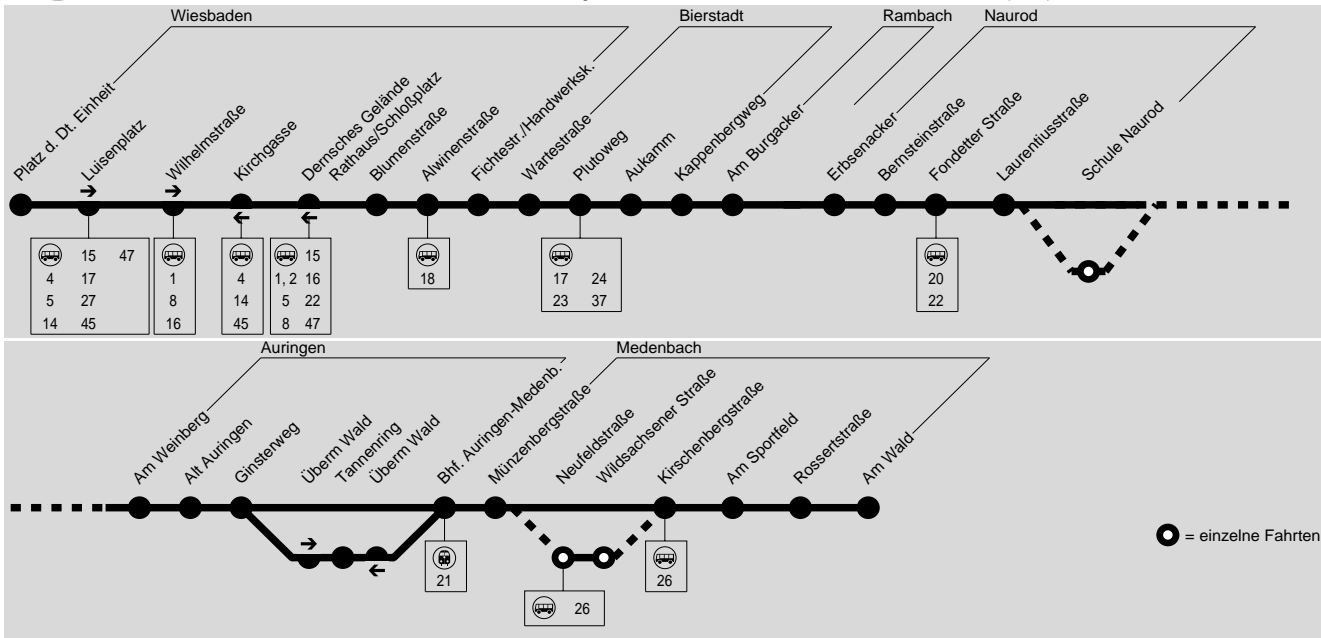 Wiesbaden
Bierstadt
Rambach
Naurod
Platz d. Dt. Einheit
Luisenplatz
Wilhelmstraße
Kirchgasse
Dernsches Gelände
Rathaus/Schloßplatz
Blumenstraße
Alwinenstraße
Fichtestr./Handwerksk.
Wartestraße
Plutoweg
Aukamm
Kappenbergweg
Am Burgacker
Erbsenacker
Bernsteinstraße
Fondetter Straße
Laurentiusstraße
Schule Naurod
15 47
4 17
5 27
14 45
1
8
16
4
14
45
15
1, 2 16
5 22
8 47
18
17 24
23 37
20
22
Auringen
Medenbach
Am Weinberg
Alt Auringen
Ginsterweg
Überm Wald
Tannenring
Überm Wald
Bhf. Auringen-Medenb.
Münzenbergstraße
Neufeldstraße
Wildsachsener Straße
Kirschenbergstraße
Am Sportfeld
Rossertstraße
Am Wald
21
26
26
= einzelne Fahrten